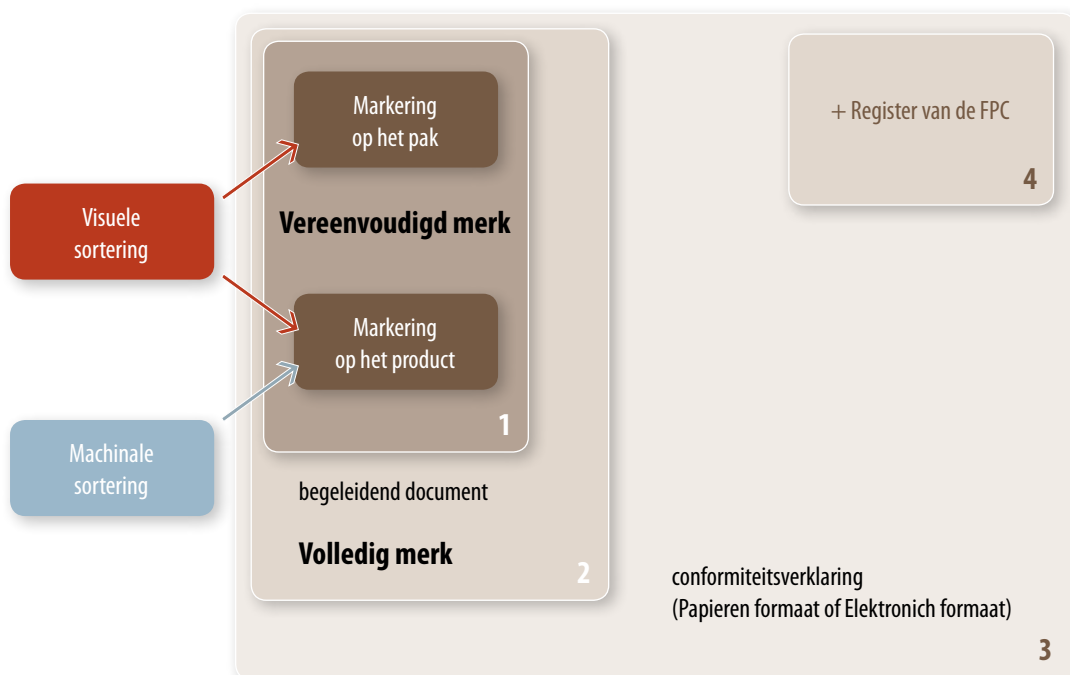 Markering
op het pak
+ Register van de FPC
4
Visuele
sortering
Vereenvoudigd merk
Markering
op het product
1
Machinale
sortering
begeleidend document
Volledig merk
2
conformiteitsverklaring
(Papieren formaat of Elektronich formaat)
3